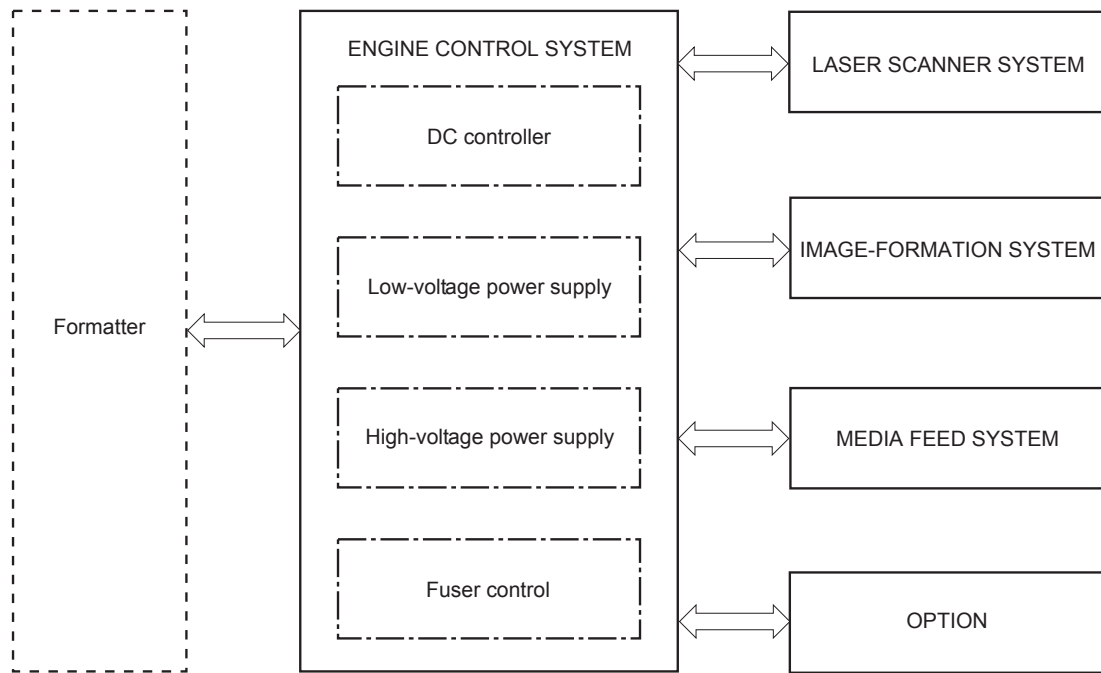 Formatter
ENGINE CONTROL SYSTEM
DC controller
Low-voltage power supply
High-voltage power supply
Fuser control
LASER SCANNER SYSTEM
IMAGE-FORMATION SYSTEM
MEDIA FEED SYSTEM
OPTION